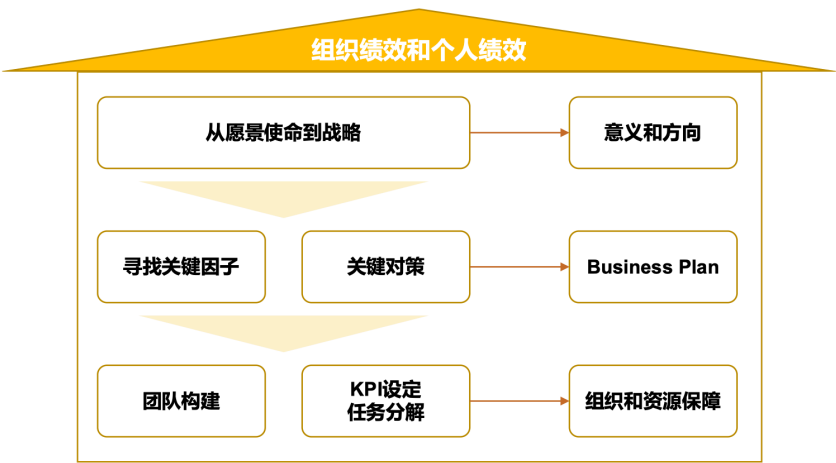 组织绩效和个人绩效
从愿景使命到战略
意义和方向
寻找关键因子
关键对策
Business Plan
团队构建
KPI设定
任务分解
组织和资源保障